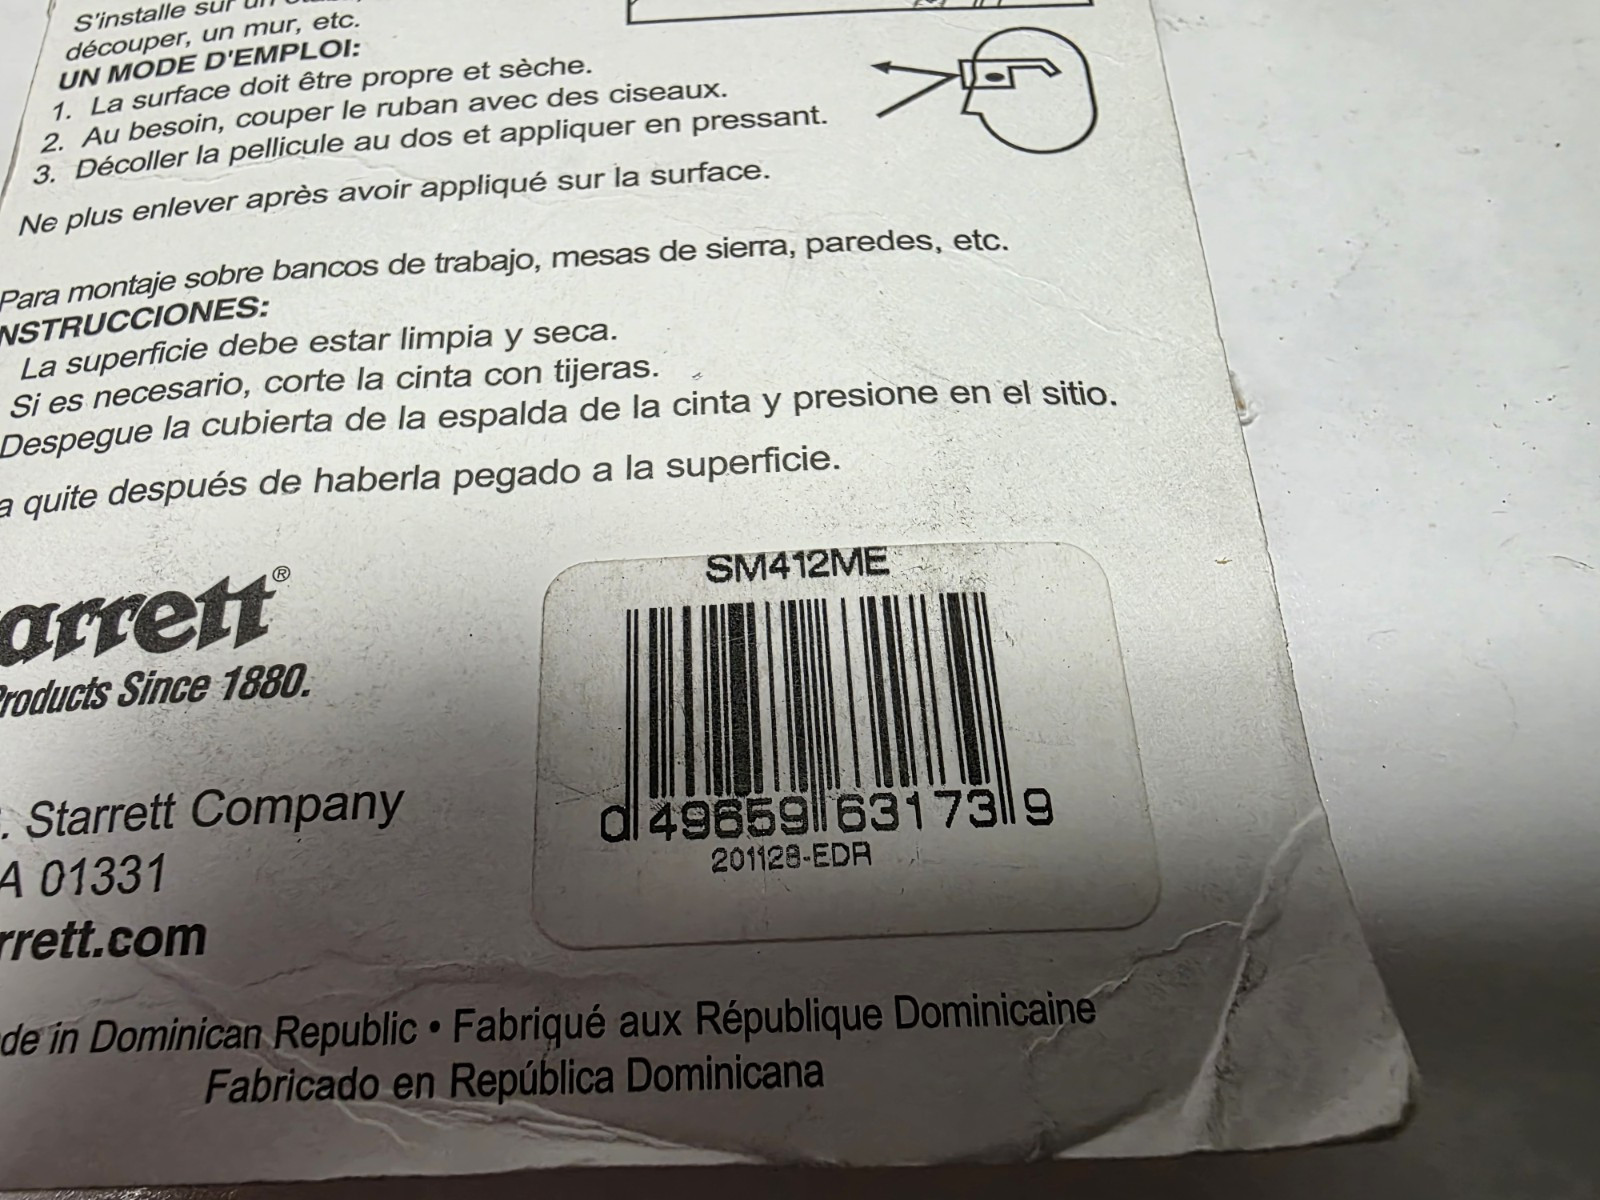 S'installe sur un
découper, un mur, etc.
UN MODE D'EMPLOI:
1. La surface doit être propre et sèche.
2. Au besoin, couper le ruban avec des ciseaux.
3. Décoller la pellicule au dos et appliquer en pressant.
Ne plus enlever après avoir appliqué sur la surface.
Para montaje sobre bancos de trabajo, mesas de sierra, paredes, etc.
NSTRUCCIONES:
La superficie debe estar limpia y seca.
Si es necesario, corte la cinta con tijeras.
Despegue la cubierta de la espalda de la cinta y presione en el sitio.
a quite después de haberla pegado a la superficie.
arrett®
Products Since 1880.
. Starrett Company
A 01331
rrett.com
SM412ME
0 49659 63173 9
201128-EDR
de in Dominican Republic • Fabriqué aux République Dominicaine
Fabricado en República Dominicana